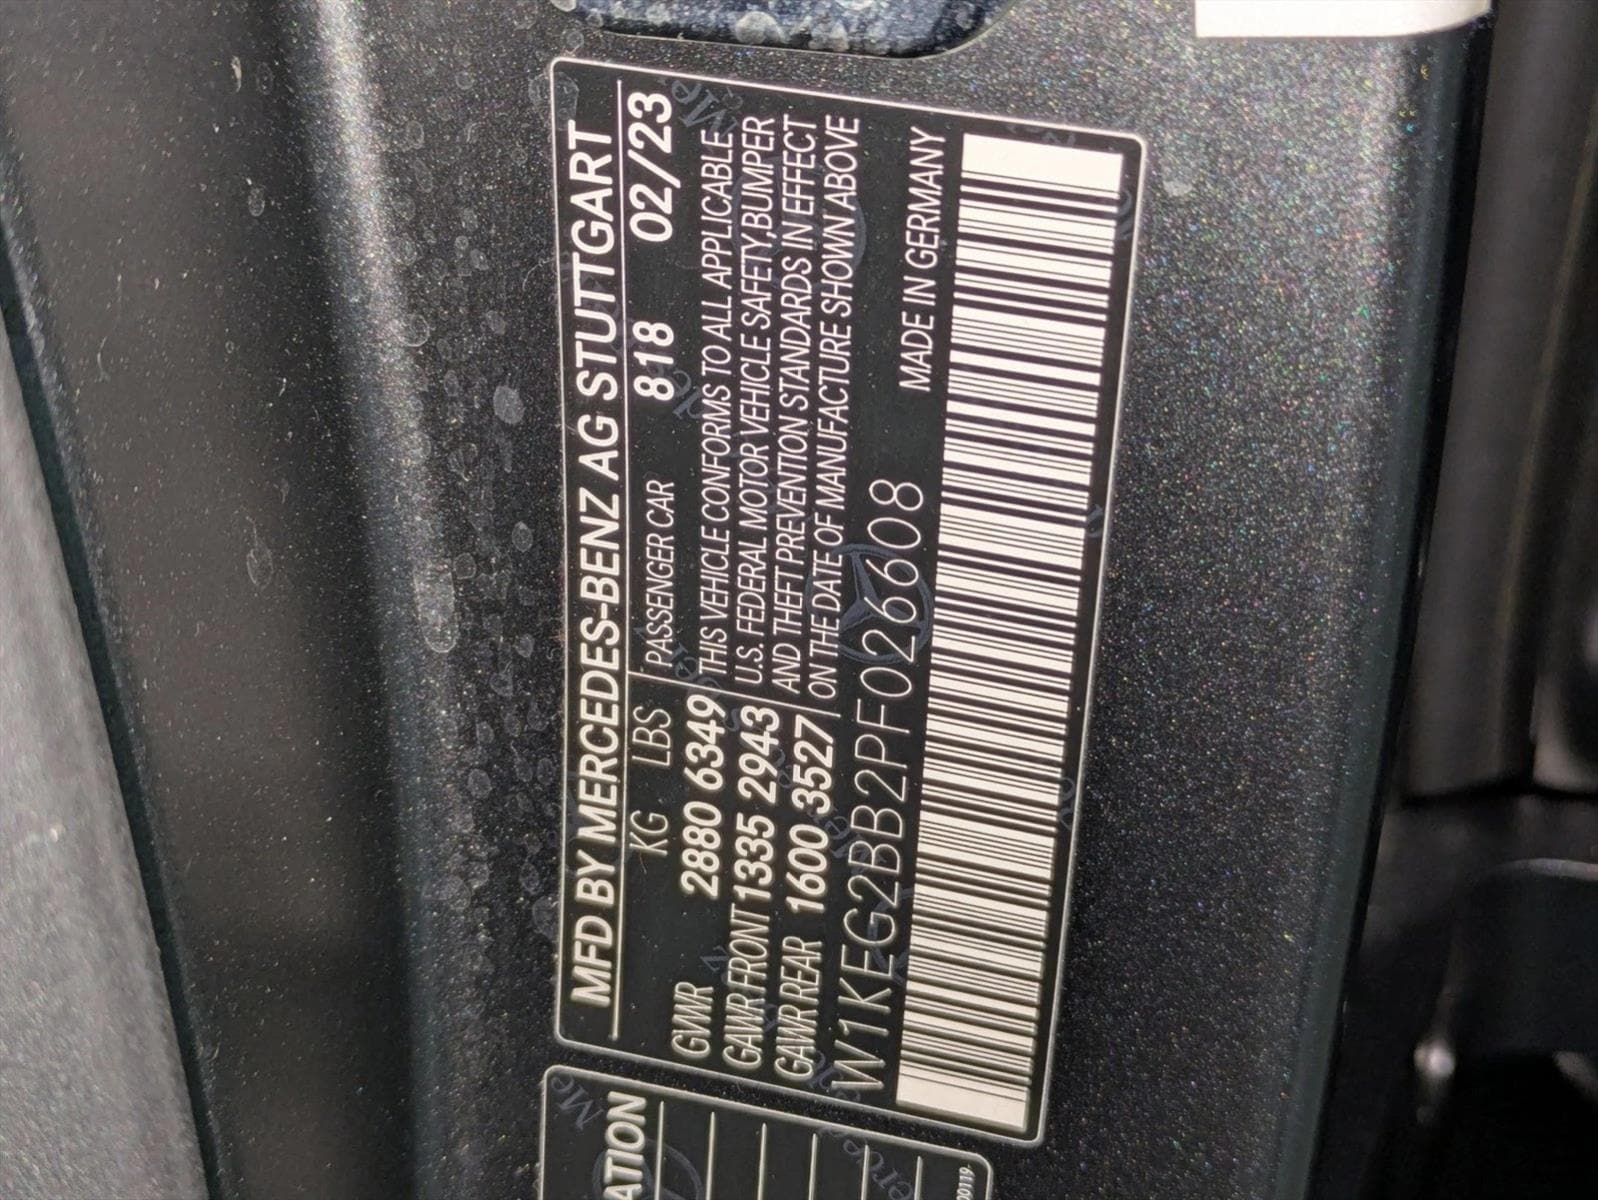 MFD BY MERCEDES-BENZ AG STUTTGART
KG LBS PASSENGER CAR 818 02/23
GVWR 2880 6349 THIS VEHICLE CONFORMS TO ALL APPLICABLE
GAWR FRONT 1335 2943 U.S. FEDERAL MOTOR VEHICLE SAFETY,BUMPER
GAWR REAR 1600 3527 AND THEFT PREVENTION STANDARDS IN EFFECT
ON THE DATE OF MANUFACTURE SHOWN ABOVE
W1KEG2BB2PF026608 MADE IN GERMANY
ATION